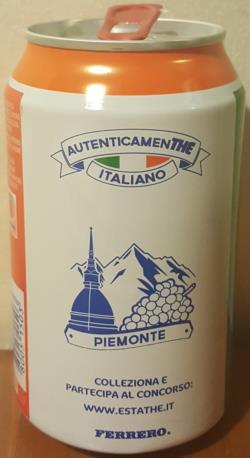 AUTENTICAMENTHE
ITALIANO
PIEMONTE
COLLEZIONA E
PARTECIPA AL CONCORSO:
WWW.ESTATHE.IT
FERRERO.